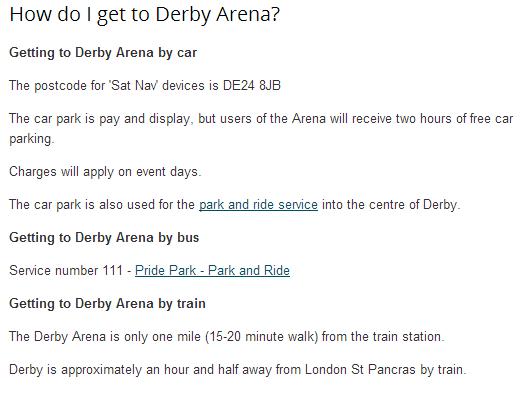 How do I get to Derby Arena?
Getting to Derby Arena by car
The postcode for 'Sat Nav' devices is DE24 8JB
The car park is pay and display, but users of the Arena will receive two hours of free car
parking.
Charges will apply on event days.
The car park is also used for the park and ride service into the centre of Derby.
Getting to Derby Arena by bus
Service number 111 - Pride Park - Park and Ride
Getting to Derby Arena by train
The Derby Arena is only one mile (15-20 minute walk) from the train station.
Derby is approximately an hour and half away from London St Pancras by train.